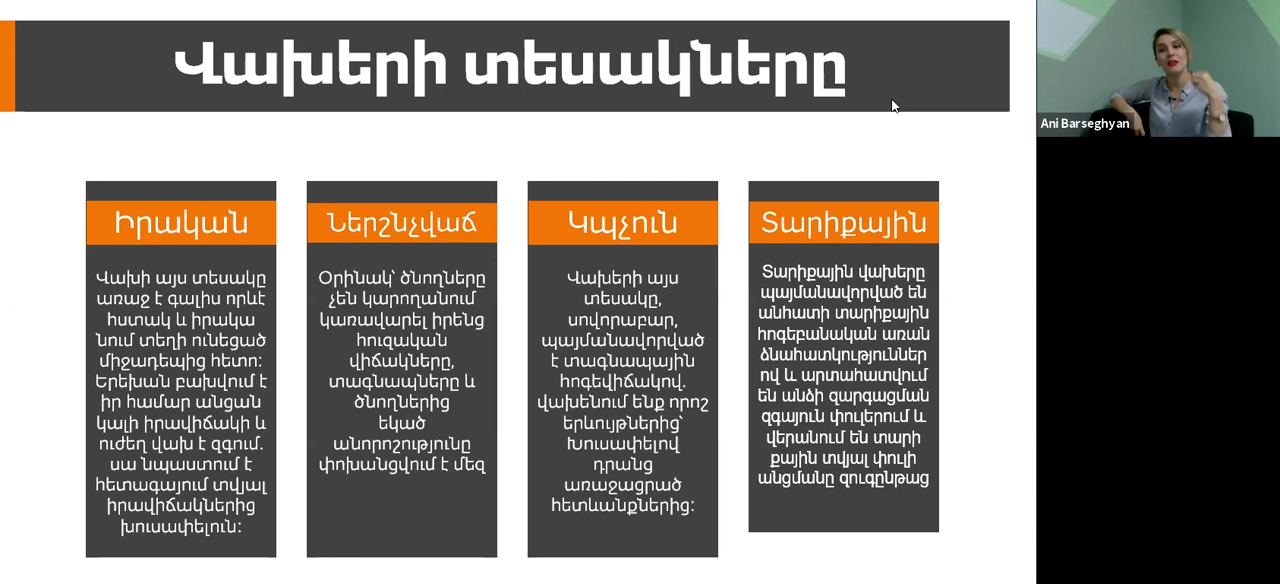 Վախերի տեսակները
Ani Barseghyan
Իրական
Վախի այս տեսակը
առաջ է գալիս որևէ
հստակ և իրակա
նում տեղի ունեցած
միջադեպից հետո:
Երեխան բախվում է
իր համար անցան
կալի իրավիճակի և
ուժեղ վախ է զգում.
սա նպաստում է
հետագայում տվյալ
իրավիճակներից
խուսափելուն:
Ներշնչված
Օրինակ՝ ծնողները
չեն կարողանում
կառավարել իրենց
հուզական
վիճակները,
տագնապները և
ծնողներից
եկած
անորոշությունը
փոխանցվում է մեզ
Կպչուն
Վախերի այս
տեսակը,
սովորաբար,
պայմանավորված
է տագնապային
հոգեվիճակով.
վախենում ենք որոշ
երևույթներից՝
Խուսափելով
դրանց
առաջացրած
հետևանքներից:
Տարիքային
Տարիքային վախերը
պայմանավորված են
անհատի տարիքային
հոգեբանական առան
ձնահատկություններ
ով և արտահատվում
են անձի զարգացման
զգայուն փուլերում և
վերանում են տարի
քային տվյալ փուլի
անցմանը զուգընթաց